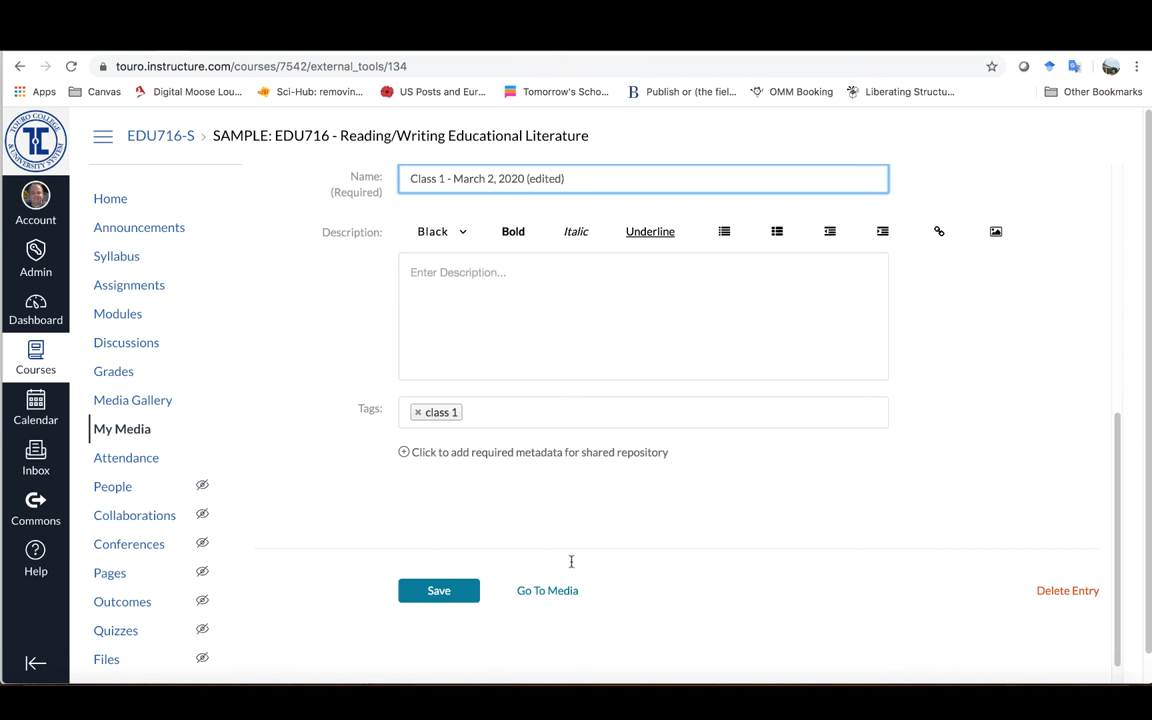 touro.instructure.com/courses/7542/external_tools/134
Apps Canvas Digital Moose Lou... Sci-Hub: removin... US Posts and Eur... Tomorrow's Scho... Publish or (the fiel... OMM Booking Liberating Structu... Other Bookmarks
EDU716-S › SAMPLE: EDU716 - Reading/Writing Educational Literature
Account
Admin
Dashboard
Courses
Calendar
Inbox
Commons
Help
Home
Announcements
Syllabus
Assignments
Modules
Discussions
Grades
Media Gallery
My Media
Attendance
People
Collaborations
Conferences
Pages
Outcomes
Quizzes
Files
Name: Class 1 - March 2, 2020 (edited)
(Required)
Description: Black Bold Italic Underline
Enter Description...
Tags: × class 1
Click to add required metadata for shared repository
Save Go To Media Delete Entry